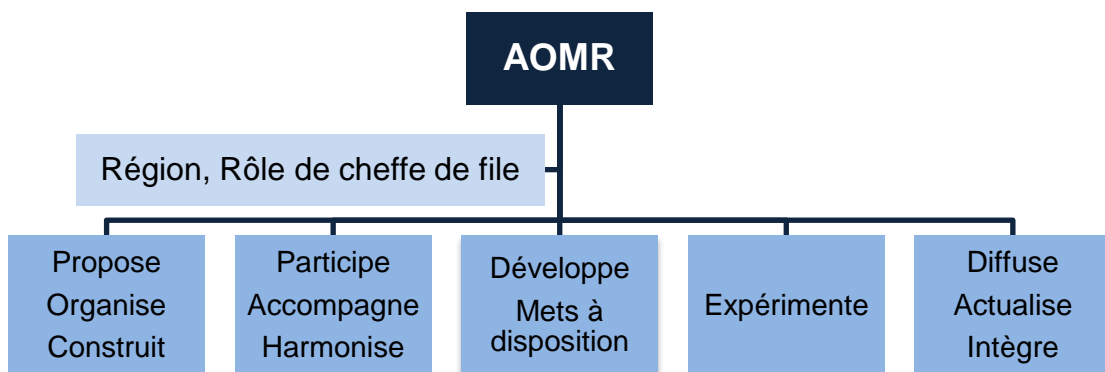 AOMR
Région, Rôle de cheffe de file
Propose
Organise
Construit
Participe
Accompagne
Harmonise
Développe
Mets à
disposition
Expérimente
Diffuse
Actualise
Intègre